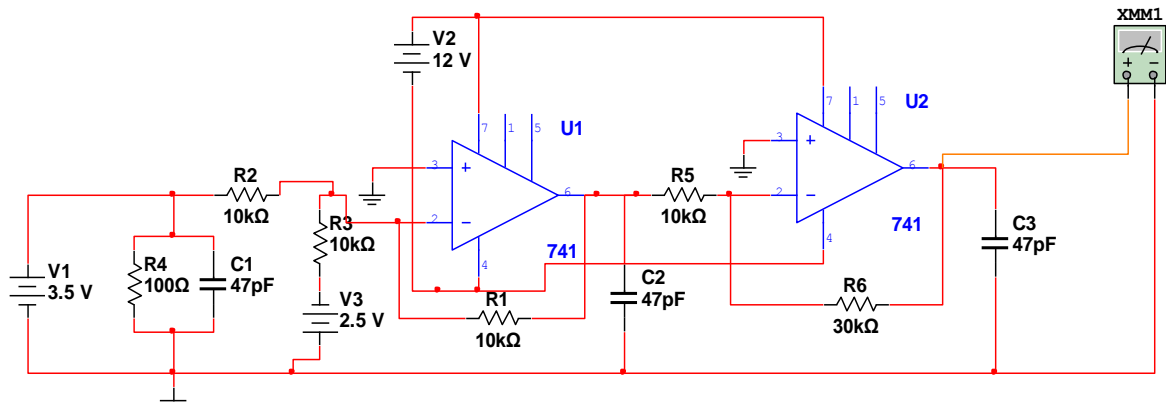 XMM1
V2
12 V
U1
U2
7
1
5
7
1
5
3
+
6
3
+
6
+
-
R2
10kΩ
2
-
R5
10kΩ
2
-
R3
10kΩ
741
4
741
4
C3
47pF
V1
3.5 V
R4
100Ω
C1
47pF
V3
2.5 V
R1
10kΩ
C2
47pF
R6
30kΩ